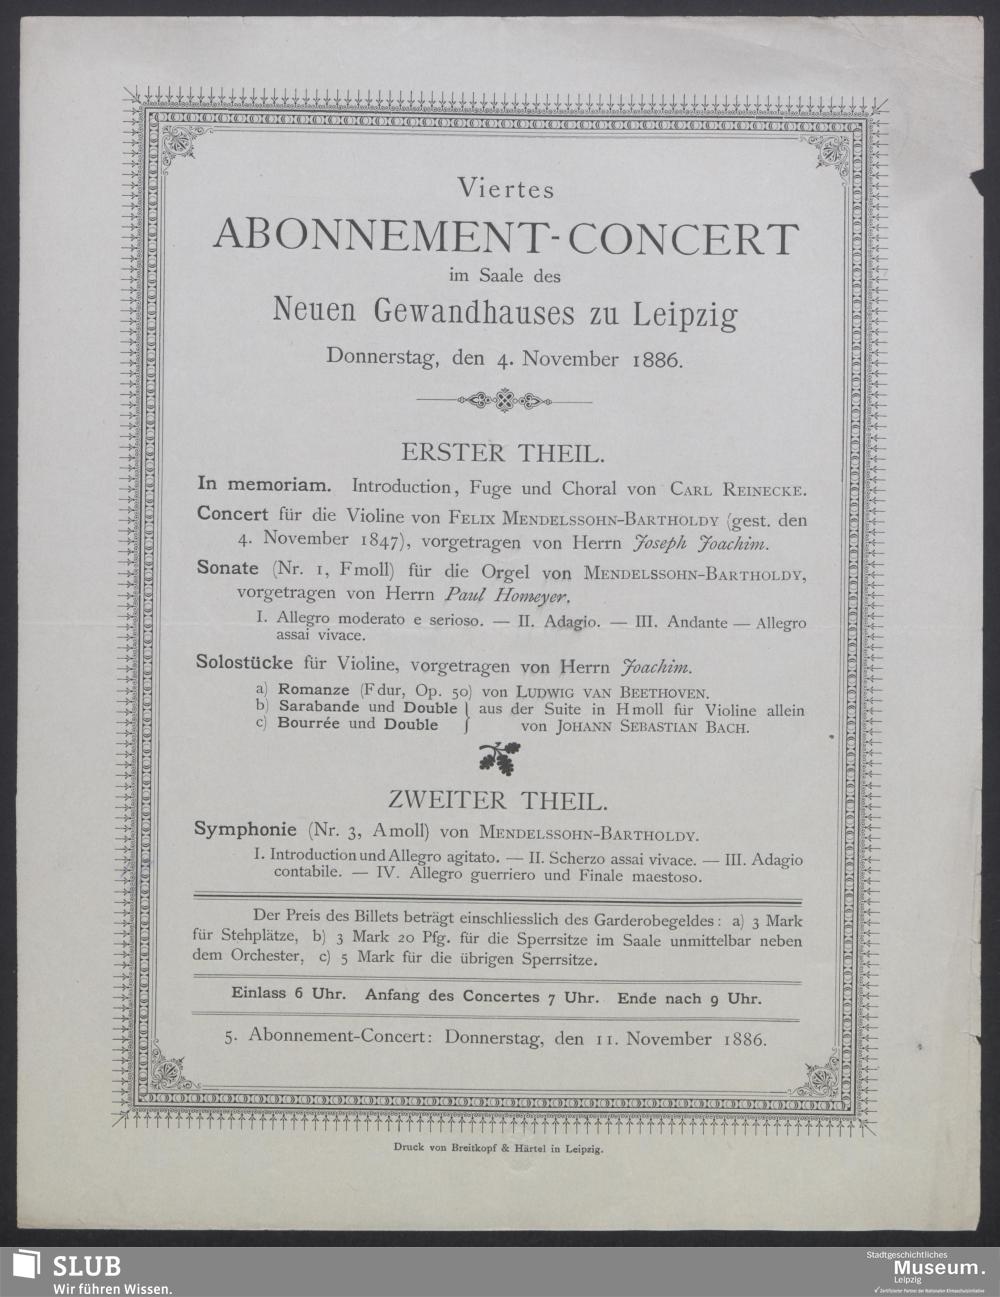 Viertes
ABONNEMENT-CONCERT
im Saale des
Neuen Gewandhauses zu Leipzig
Donnerstag, den 4. November 1886.
ERSTER THEIL.
In memoriam. Introduction, Fuge und Choral von CARL REINECKE.
Concert für die Violine von FELIX MENDELSSOHN-BARTHOLDY (gest. den
4. November 1847), vorgetragen von Herrn Joseph Joachim.
Sonate (Nr. 1, Fmoll) für die Orgel von MENDELSSOHN-BARTHOLDY,
vorgetragen von Herrn Paul Homeyer.
I. Allegro moderato e serioso. — II. Adagio. — III. Andante — Allegro
assai vivace.
Solostücke für Violine, vorgetragen von Herrn Joachim.
a) Romanze (Fdur, Op. 50) von LUDWIG VAN BEETHOVEN.
b) Sarabande und Double } aus der Suite in Hmoll für Violine allein
c) Bourrée und Double } von JOHANN SEBASTIAN BACH.
ZWEITER THEIL.
Symphonie (Nr. 3, Amoll) von MENDELSSOHN-BARTHOLDY.
I. Introduction und Allegro agitato. — II. Scherzo assai vivace. — III. Adagio
contabile. — IV. Allegro guerriero und Finale maestoso.
Der Preis des Billets beträgt einschliesslich des Garderobegeldes: a) 3 Mark
für Stehplätze, b) 3 Mark 20 Pfg. für die Sperrsitze im Saale unmittelbar neben
dem Orchester, c) 5 Mark für die übrigen Sperrsitze.
Einlass 6 Uhr. Anfang des Concertes 7 Uhr. Ende nach 9 Uhr.
5. Abonnement-Concert: Donnerstag, den 11. November 1886.
Druck von Breitkopf & Härtel in Leipzig.
SLUB
Wir führen Wissen.
Stadtgeschichtliches
Museum.
Leipzig
Zertifizierter Partner der Nationalen Klimaschutzinitiative